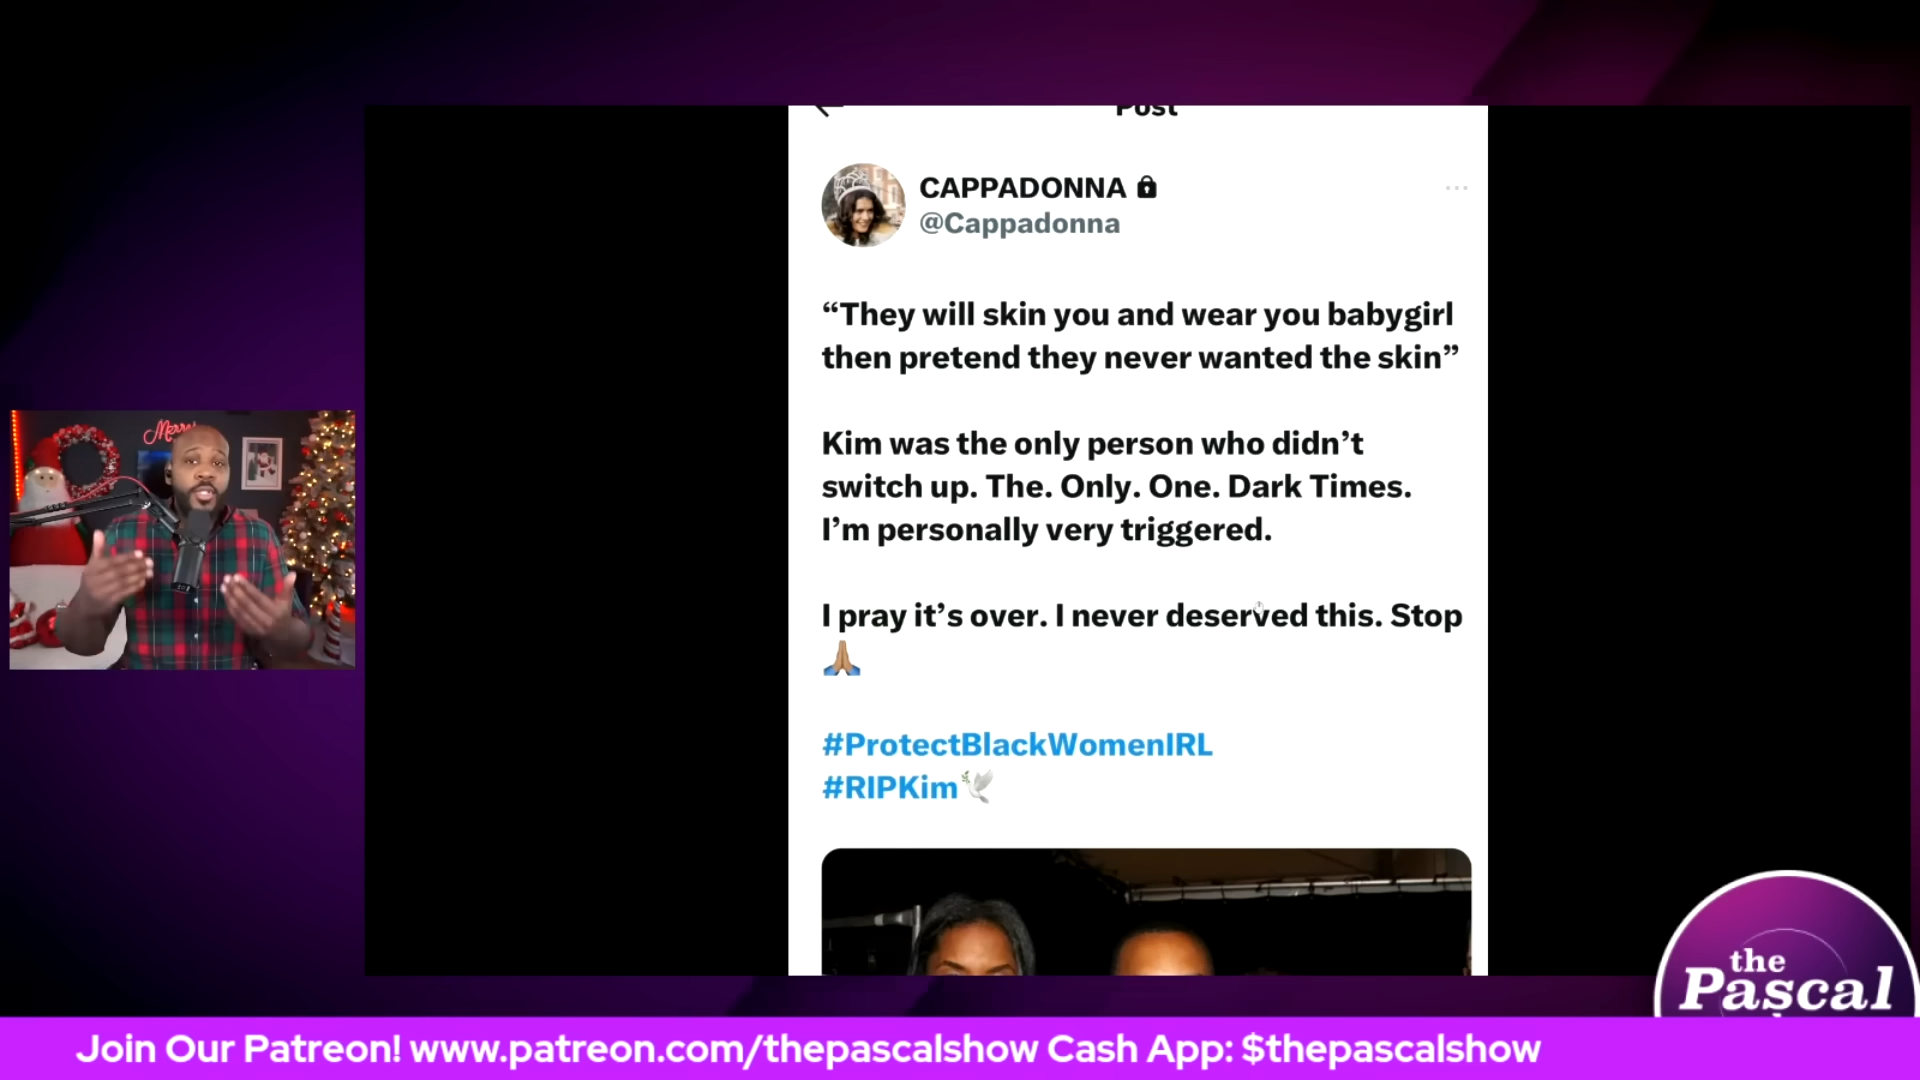 Post
CAPPADONNA
@Cappadonna
“They will skin you and wear you babygirl
then pretend they never wanted the skin”
Kim was the only person who didn’t
switch up. The. Only. One. Dark Times.
I’m personally very triggered.
I pray it’s over. I never deserved this. Stop
🙏🏽
#ProtectBlackWomenIRL
#RIPKim🕊
Merry
the
Pascal
Join Our Patreon! www.patreon.com/thepascalshow Cash App: $thepascalshow